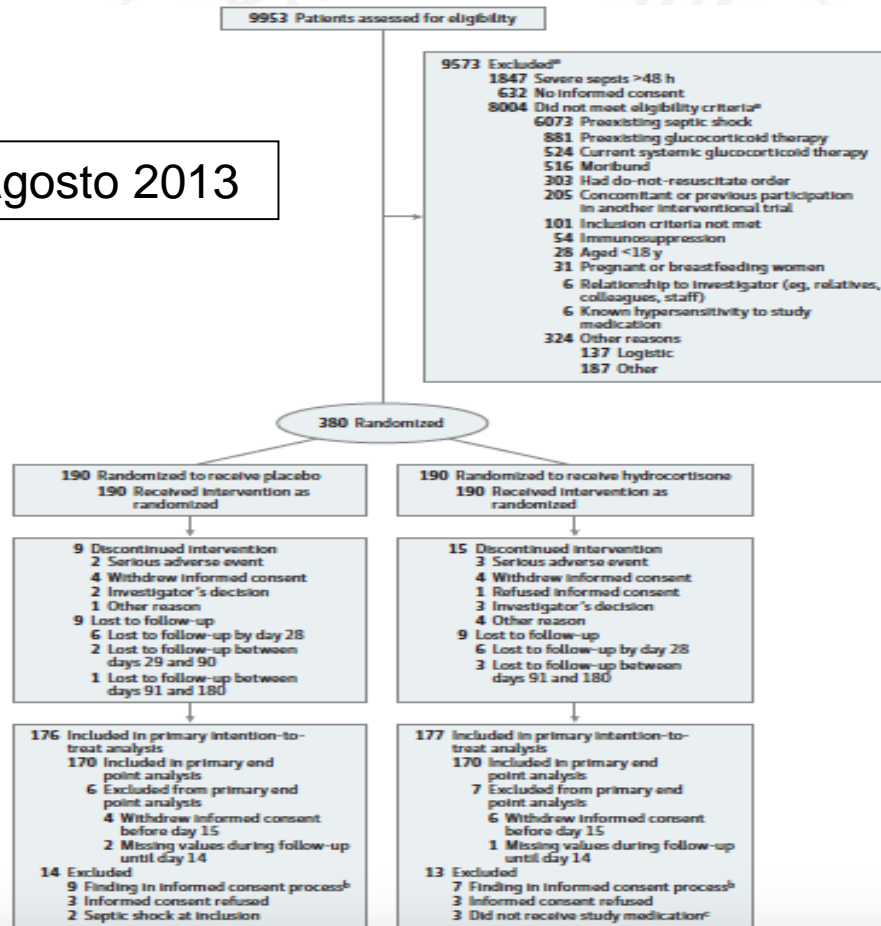 9953 Patients assessed for eligibility
9573 Excludedᵃ
1847 Severe sepsis >48 h
632 No informed consent
8004 Did not meet eligibility criteriaᵃ
6073 Preexisting septic shock
881 Preexisting glucocorticoid therapy
524 Current systemic glucocorticoid therapy
516 Moribund
303 Had do-not-resuscitate order
205 Concomitant or previous participation
in another interventional trial
101 Inclusion criteria not met
54 Immunosuppression
28 Aged <18 y
31 Pregnant or breastfeeding women
6 Relationship to investigator (eg, relatives,
colleagues, staff)
6 Known hypersensitivity to study
medication
324 Other reasons
137 Logistic
187 Other
gosto 2013
380 Randomized
190 Randomized to receive placebo
190 Received intervention as
randomized
190 Randomized to receive hydrocortisone
190 Received intervention as
randomized
9 Discontinued intervention
2 Serious adverse event
4 Withdrew informed consent
2 Investigator's decision
1 Other reason
9 Lost to follow-up
6 Lost to follow-up by day 28
2 Lost to follow-up between
days 29 and 90
1 Lost to follow-up between
days 91 and 180
15 Discontinued intervention
3 Serious adverse event
4 Withdrew informed consent
1 Refused informed consent
3 Investigator's decision
4 Other reason
9 Lost to follow-up
6 Lost to follow-up by day 28
3 Lost to follow-up between
days 91 and 180
176 Included in primary intention-to-
treat analysis
170 Included in primary end
point analysis
6 Excluded from primary end
point analysis
4 Withdrew informed consent
before day 15
2 Missing values during follow-up
until day 14
14 Excluded
9 Finding in informed consent processᵇ
3 Informed consent refused
2 Septic shock at inclusion
177 Included in primary intention-to-
treat analysis
170 Included in primary end
point analysis
7 Excluded from primary end
point analysis
6 Withdrew informed consent
before day 15
1 Missing values during follow-up
until day 14
13 Excluded
7 Finding in informed consent processᵇ
3 Informed consent refused
3 Did not receive study medicationᶜ